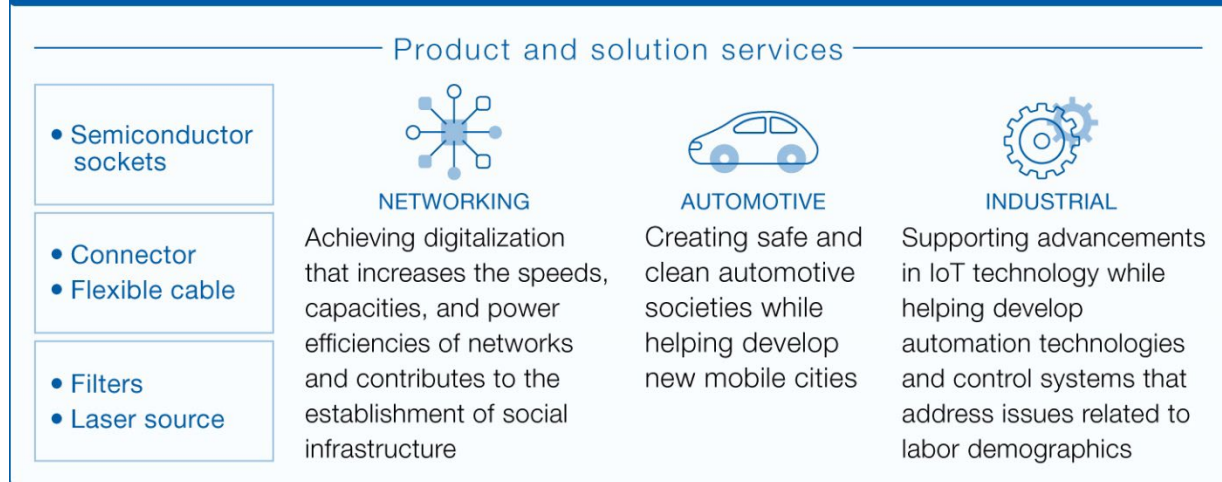 Product and solution services
• Semiconductor
sockets
• Connector
• Flexible cable
• Filters
• Laser source
NETWORKING
Achieving digitalization
that increases the speeds,
capacities, and power
efficiencies of networks
and contributes to the
establishment of social
infrastructure
AUTOMOTIVE
Creating safe and
clean automotive
societies while
helping develop
new mobile cities
INDUSTRIAL
Supporting advancements
in IoT technology while
helping develop
automation technologies
and control systems that
address issues related to
labor demographics